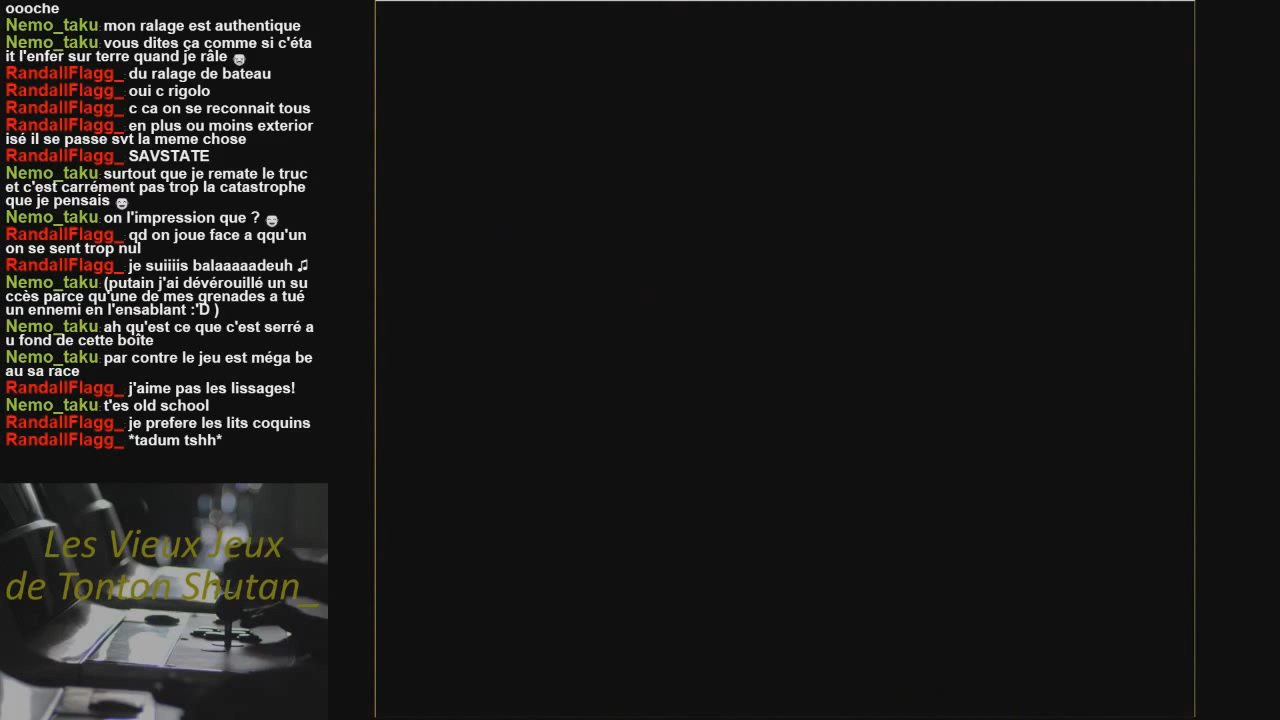 oooche
Nemo_taku: mon ralage est authentique
Nemo_taku: vous dites ça comme si c'éta
it l'enfer sur terre quand je râle
RandallFlagg_: du ralage de bateau
RandallFlagg_: oui c rigolo
RandallFlagg_: c ca on se reconnait tous
RandallFlagg_: en plus ou moins exterior
isé il se passe svt la meme chose
RandallFlagg_: SAVSTATE
Nemo_taku: surtout que je remate le truc
et c'est carrément pas trop la catastrophe
que je pensais
Nemo_taku: on l'impression que ?
RandallFlagg_: qd on joue face a qqu'un
on se sent trop nul
RandallFlagg_: je suiiiis balaaaaadeuh ♫
Nemo_taku: (putain j'ai dévérouillé un su
ccès parce qu'une de mes grenades a tué
un ennemi en l'ensablant :'D )
Nemo_taku: ah qu'est ce que c'est serré a
u fond de cette boîte
Nemo_taku: par contre le jeu est méga be
au sa race
RandallFlagg_: j'aime pas les lissages!
Nemo_taku: t'es old school
RandallFlagg_: je prefere les lits coquins
RandallFlagg_: *tadum tshh*
Les Vieux Jeux
de Tonton Shutan_